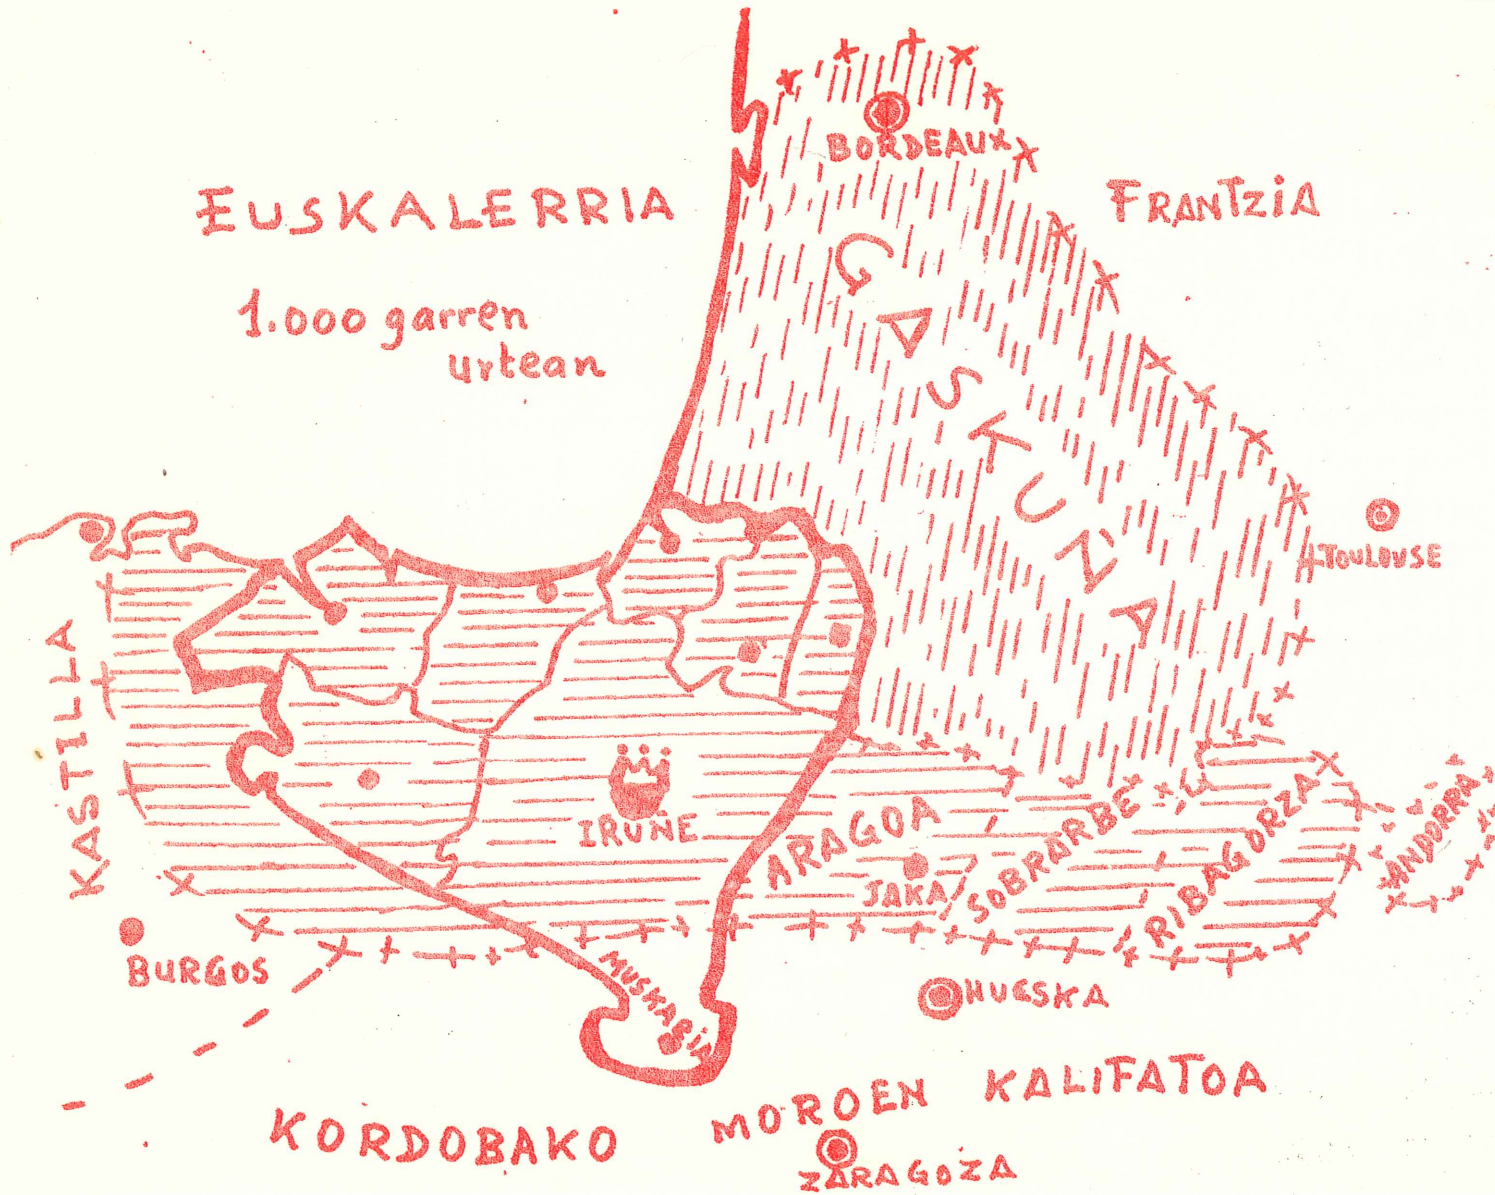 BORDEAUX
EUSKALERRIA
FRANTZIA
1.000 garren
urtean
GASKUNA
TOULOUSE
KASTILLA
IRUÑE
ARAGOA
JAKA
SOBRARBE
RIBAGORZA
ANDORRA
BURGOS
MUSKARIA
HUESKA
KORDOBAKO MOROEN KALIFATOA
ZARAGOZA